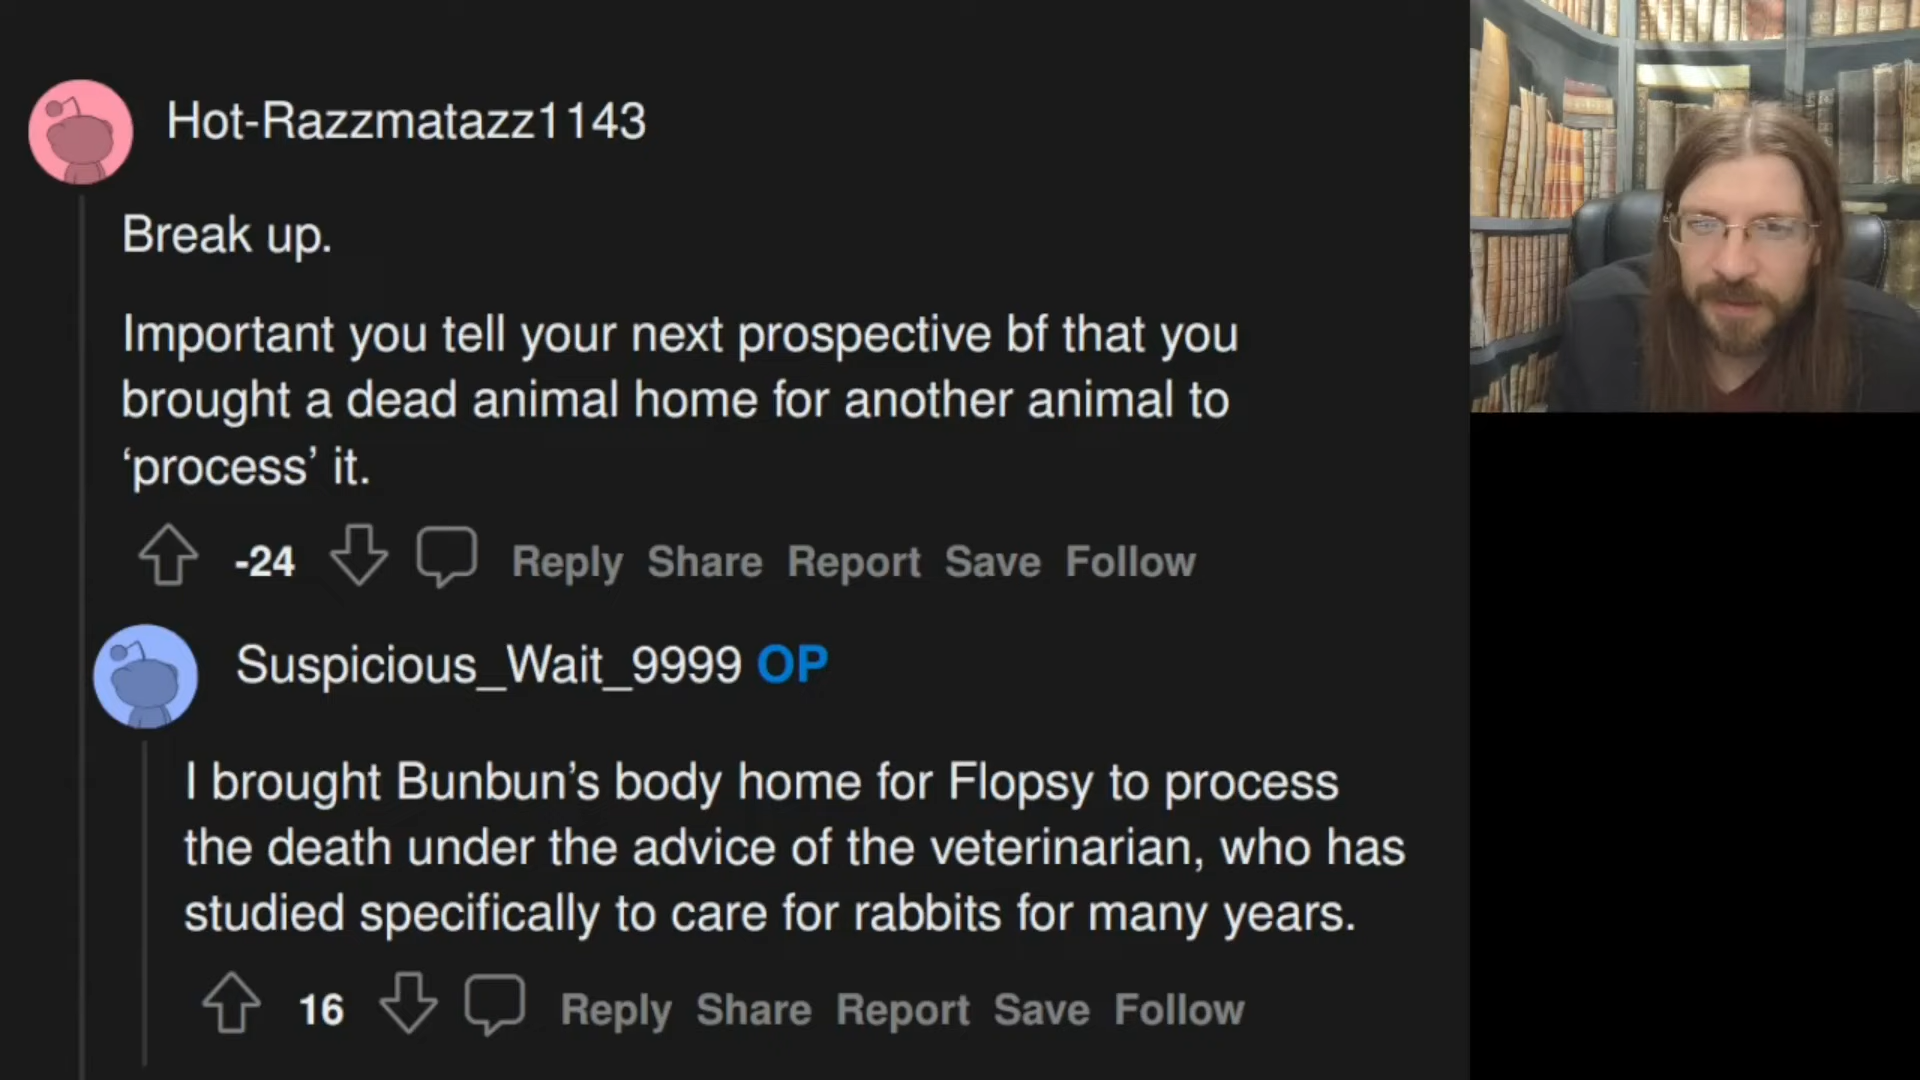 Hot-Razzmatazz1143
Break up.
Important you tell your next prospective bf that you
brought a dead animal home for another animal to
‘process’ it.
-24 Reply Share Report Save Follow
Suspicious_Wait_9999 OP
I brought Bunbun’s body home for Flopsy to process
the death under the advice of the veterinarian, who has
studied specifically to care for rabbits for many years.
16 Reply Share Report Save Follow